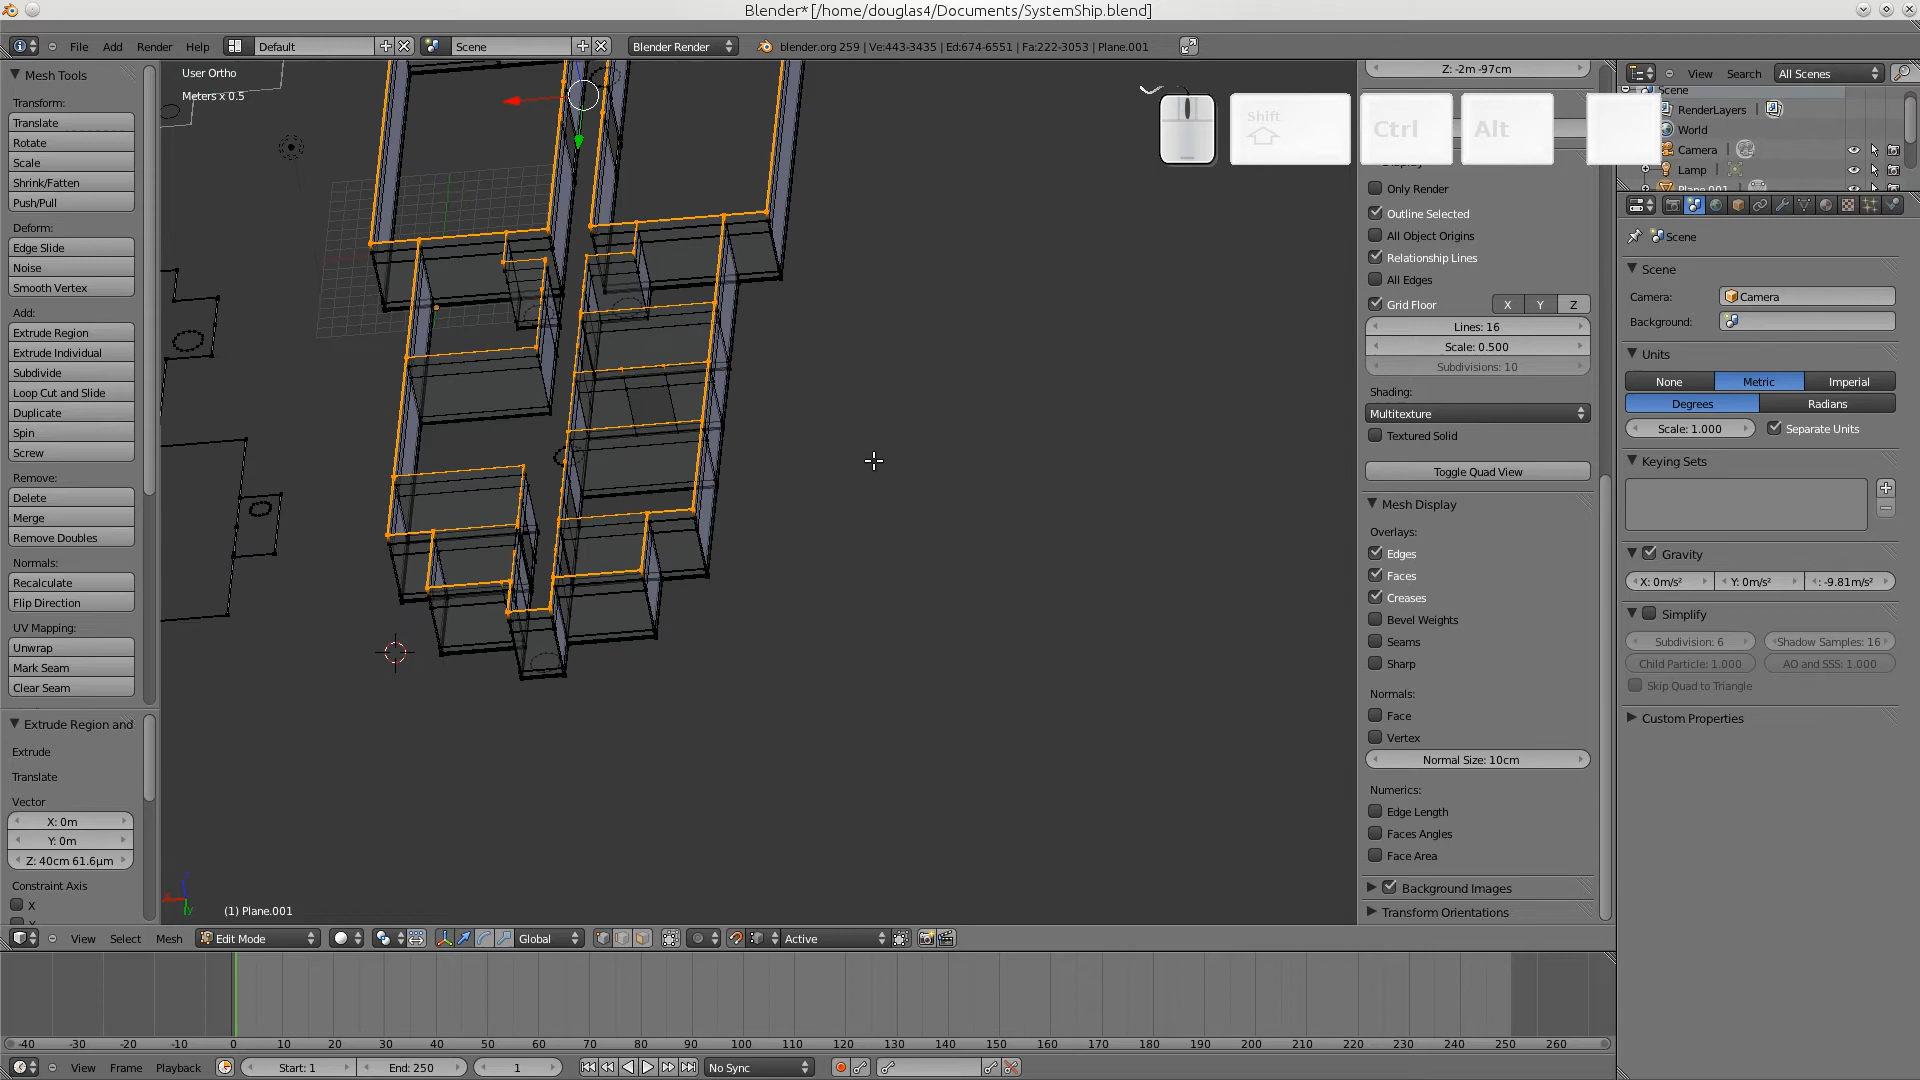 Blender* [/home/douglas4/Documents/SystemShip.blend]
File Add Render Help Default Scene Blender Render blender.org 259 | Ve:443-3435 | Ed:674-6551 | Fa:222-3053 | Plane.001
Mesh Tools
Transform:
Translate
Rotate
Scale
Shrink/Fatten
Push/Pull
Deform:
Edge Slide
Noise
Smooth Vertex
Add:
Extrude Region
Extrude Individual
Subdivide
Loop Cut and Slide
Duplicate
Spin
Screw
Remove:
Delete
Merge
Remove Doubles
Normals:
Recalculate
Flip Direction
UV Mapping:
Unwrap
Mark Seam
Clear Seam
Extrude Region and
Extrude
Translate
Vector
X: 0m
Y: 0m
Z: 40cm 61.6µm
Constraint Axis
X
User Ortho
Meters x 0.5
(1) Plane.001
Shift
Ctrl
Alt
Z: -2m -97cm
Only Render
Outline Selected
All Object Origins
Relationship Lines
All Edges
Grid Floor X Y Z
Lines: 16
Scale: 0.500
Subdivisions: 10
Shading:
Multitexture
Textured Solid
Toggle Quad View
Mesh Display
Overlays:
Edges
Faces
Creases
Bevel Weights
Seams
Sharp
Normals:
Face
Vertex
Normal Size: 10cm
Numerics:
Edge Length
Faces Angles
Face Area
Background Images
Transform Orientations
View Search All Scenes
Scene
RenderLayers
World
Camera
Lamp
Plane.001
Scene
Scene
Camera: Camera
Background:
Units
None Metric Imperial
Degrees Radians
Scale: 1.000 Separate Units
Keying Sets
Gravity
X: 0m/s² Y: 0m/s² : -9.81m/s²
Simplify
Subdivision: 6 Shadow Samples: 16
Child Particle: 1.000 AO and SSS: 1.000
Skip Quad to Triangle
Custom Properties
View Select Mesh Edit Mode Global Active
-40 -30 -20 -10 0 10 20 30 40 50 60 70 80 90 100 110 120 130 140 150 160 170 180 190 200 210 220 230 240 250 260
View Frame Playback Start: 1 End: 250 1 No Sync